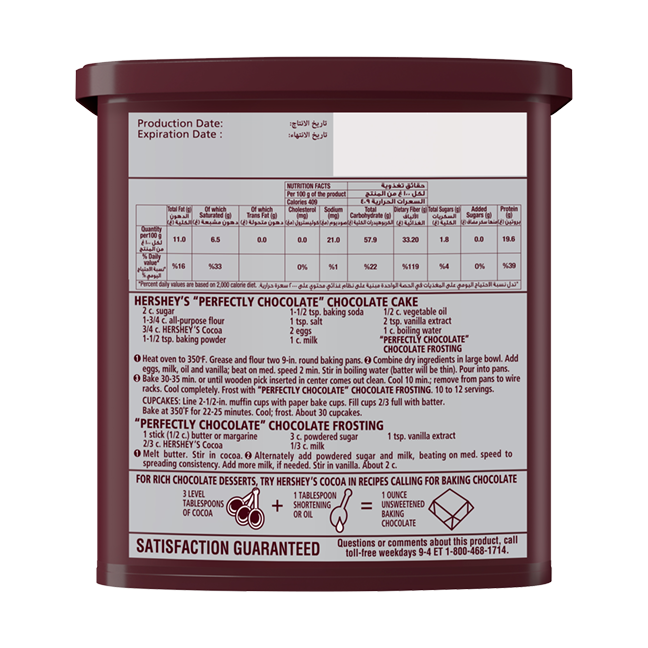 Production Date: تاريخ الانتاج:
Expiration Date : تاريخ الانتهاء:
NUTRITION FACTS حقائق تغذوية
Per 100 g of the product لكل ١٠٠ غ من المنتج
Calories 409 السعرات الحرارية ٤٠٩
Total Fat (g) Of which Saturated (g) Of which Trans Fat (g) Cholesterol (mg) Sodium (mg) Total Carbohydrate (g) Dietary Fiber (g) Total Sugars (g) Added Sugars (g) Protein (g)
Quantity per100 g لكل ١٠٠ غ من المنتج 11.0 6.5 0.0 0.0 21.0 57.9 33.20 1.8 0.0 19.6
% Daily value* %16 %33 0% %1 %22 %119 %4 0% %39
*Percent daily values are based on 2,000 calorie diet.
HERSHEY'S "PERFECTLY CHOCOLATE" CHOCOLATE CAKE
2 c. sugar 1-1/2 tsp. baking soda 1/2 c. vegetable oil
1-3/4 c. all-purpose flour 1 tsp. salt 2 tsp. vanilla extract
3/4 c. HERSHEY'S Cocoa 2 eggs 1 c. boiling water
1-1/2 tsp. baking powder 1 c. milk "PERFECTLY CHOCOLATE"
CHOCOLATE FROSTING
1 Heat oven to 350°F. Grease and flour two 9-in. round baking pans. 2 Combine dry ingredients in large bowl. Add
eggs, milk, oil and vanilla; beat on med. speed 2 min. Stir in boiling water (batter will be thin). Pour into pans.
3 Bake 30-35 min. or until wooden pick inserted in center comes out clean. Cool 10 min.; remove from pans to wire
racks. Cool completely. Frost with "PERFECTLY CHOCOLATE" CHOCOLATE FROSTING. 10 to 12 servings.
CUPCAKES: Line 2-1/2-in. muffin cups with paper bake cups. Fill cups 2/3 full with batter.
Bake at 350°F for 22-25 minutes. Cool; frost. About 30 cupcakes.
"PERFECTLY CHOCOLATE" CHOCOLATE FROSTING
1 stick (1/2 c.) butter or margarine 3 c. powdered sugar 1 tsp. vanilla extract
2/3 c. HERSHEY'S Cocoa 1/3 c. milk
1 Melt butter. Stir in cocoa. 2 Alternately add powdered sugar and milk, beating on med. speed to
spreading consistency. Add more milk, if needed. Stir in vanilla. About 2 c.
FOR RICH CHOCOLATE DESSERTS, TRY HERSHEY'S COCOA IN RECIPES CALLING FOR BAKING CHOCOLATE
3 LEVEL TABLESPOONS OF COCOA + 1 TABLESPOON SHORTENING OR OIL = 1 OUNCE UNSWEETENED BAKING CHOCOLATE
SATISFACTION GUARANTEED
Questions or comments about this product, call
toll-free weekdays 9-4 ET 1-800-468-1714.